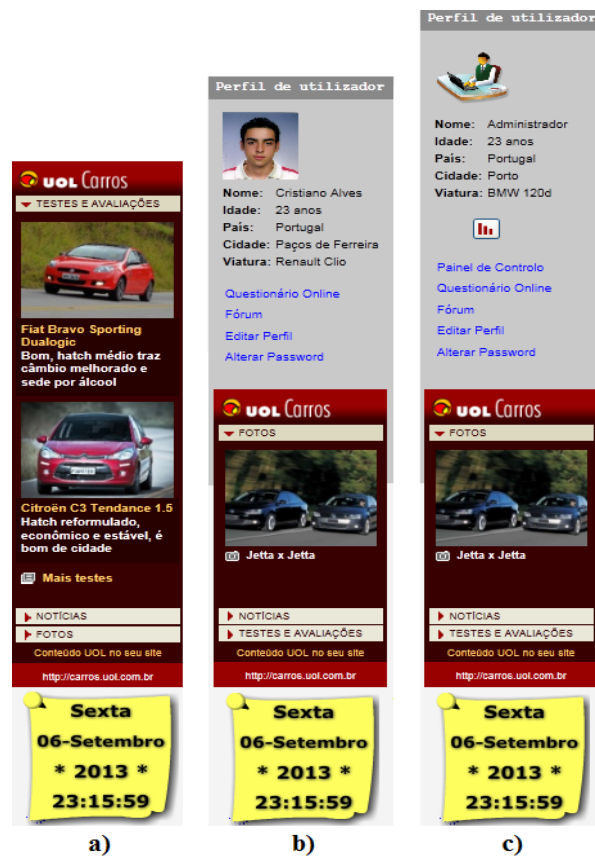 UOL Carros
TESTES E AVALIAÇÕES
Fiat Bravo Sporting
Dualogic
Bom, hatch médio traz
câmbio melhorado e
sede por álcool
Citroën C3 Tendance 1.5
Hatch reformulado,
econômico e estável, é
bom de cidade
Mais testes
NOTÍCIAS
FOTOS
Conteúdo UOL no seu site
http://carros.uol.com.br
Sexta
06-Setembro
* 2013 *
23:15:59
a)
Perfil de utilizador
Nome: Cristiano Alves
Idade: 23 anos
País: Portugal
Cidade: Paços de Ferreira
Viatura: Renault Clio
Questionário Online
Fórum
Editar Perfil
Alterar Password
UOL Carros
FOTOS
Jetta x Jetta
NOTÍCIAS
TESTES E AVALIAÇÕES
Conteúdo UOL no seu site
http://carros.uol.com.br
Sexta
06-Setembro
* 2013 *
23:15:59
b)
Perfil de utilizador
Nome: Administrador
Idade: 23 anos
País: Portugal
Cidade: Porto
Viatura: BMW 120d
Painel de Controlo
Questionário Online
Fórum
Editar Perfil
Alterar Password
UOL Carros
FOTOS
Jetta x Jetta
NOTÍCIAS
TESTES E AVALIAÇÕES
Conteúdo UOL no seu site
http://carros.uol.com.br
Sexta
06-Setembro
* 2013 *
23:15:59
c)